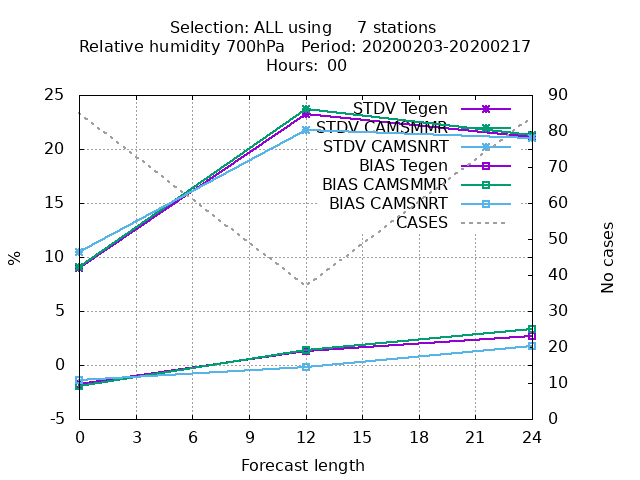 Selection: ALL using 7 stations
Relative humidity 700hPa Period: 20200203-20200217
Hours: 00
25
20
15
10
5
0
-5
%
STDV Tegen
STDV CAMSMMR
STDV CAMSNRT
BIAS Tegen
BIAS CAMSMMR
BIAS CAMSNRT
CASES
90
80
70
60
50
40
30
20
10
0
No cases
0 3 6 9 12 15 18 21 24
Forecast length